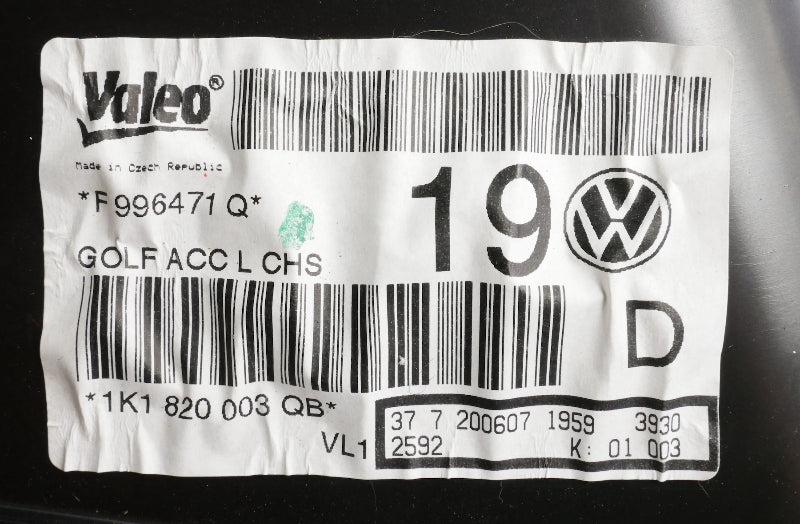 Valeo®
Made in Czech Republic
*F 996471 Q*
19
GOLF ACC L CHS
D
*1K1 820 003 QB*
VL1
37 7 200607 1959 3930
2592 K: 01 003